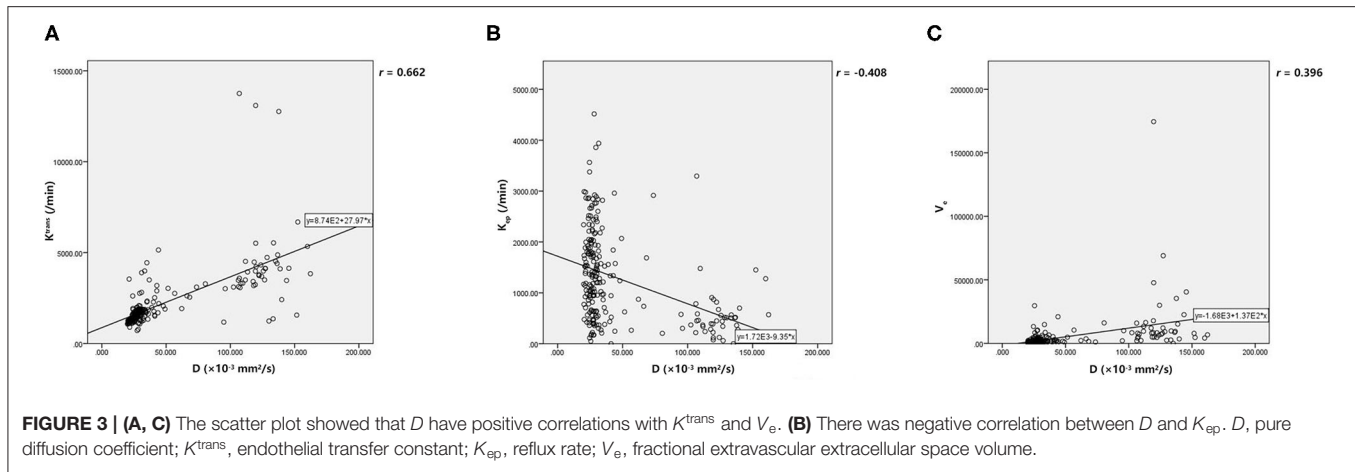 A
r = 0.662
15000.00
10000.00
5000.00
.00
Kᵗʳᵃⁿˢ (/min)
y=8.74E2+27.97*x
.000 50.000 100.000 150.000 200.000
D (×10⁻³ mm²/s)
B
r = -0.408
5000.00
4000.00
3000.00
2000.00
1000.00
.00
Kₑₚ (/min)
y=1.72E3-9.35*x
.000 50.000 100.000 150.000 200.000
D (×10⁻³ mm²/s)
C
r = 0.396
200000.00
150000.00
100000.00
50000.00
.00
Vₑ
y=-1.68E3+1.37E2*x
.000 50.000 100.000 150.000 200.000
D (×10⁻³ mm²/s)
FIGURE 3 | (A, C) The scatter plot showed that D have positive correlations with Kᵗʳᵃⁿˢ and Vₑ. (B) There was negative correlation between D and Kₑₚ. D, pure
diffusion coefficient; Kᵗʳᵃⁿˢ, endothelial transfer constant; Kₑₚ, reflux rate; Vₑ, fractional extravascular extracellular space volume.